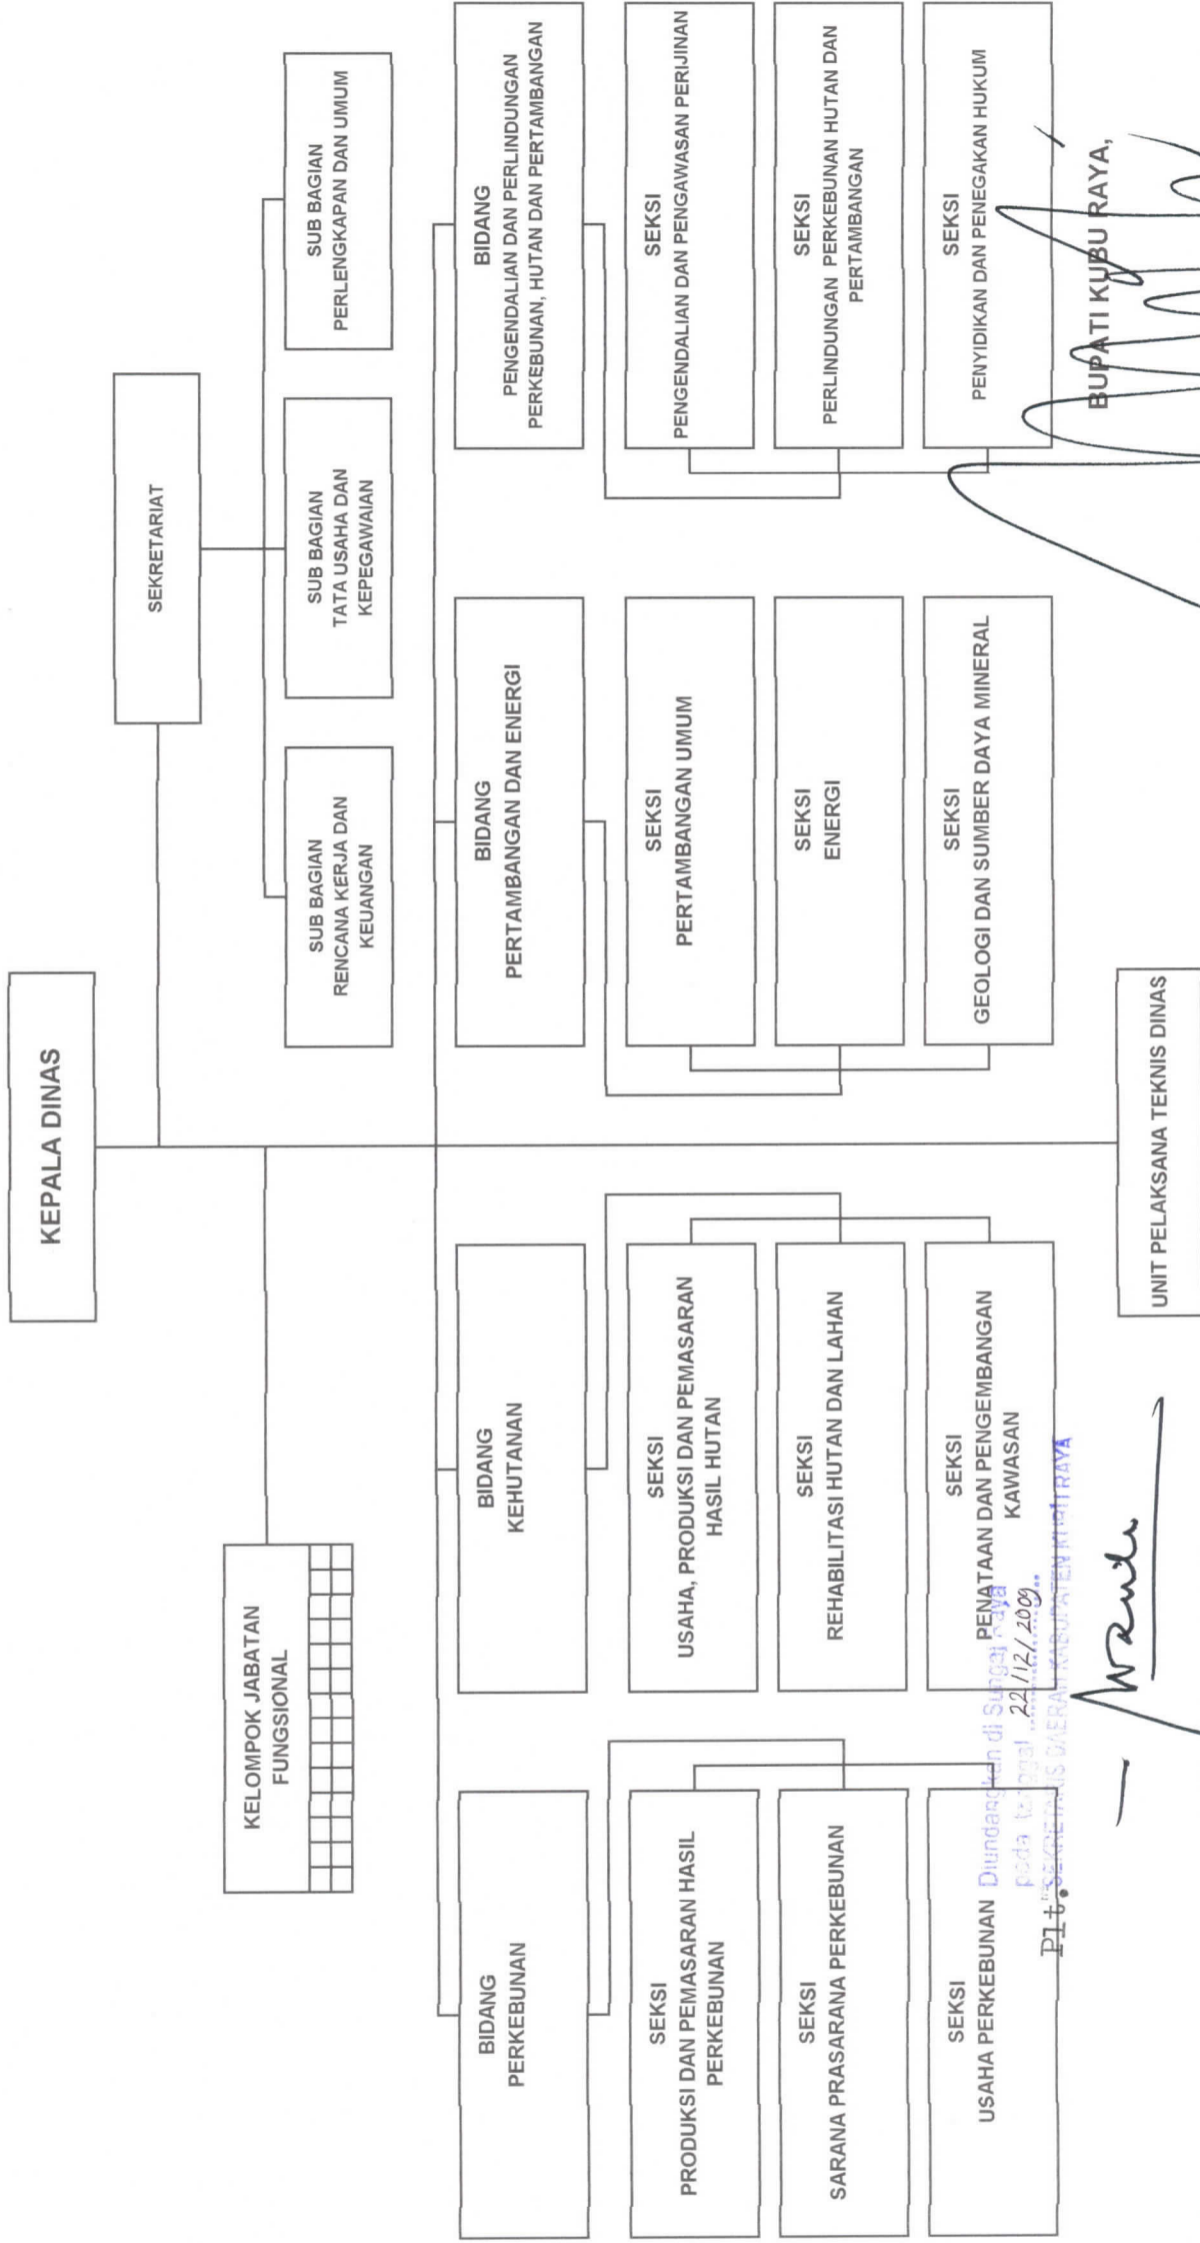 KEPALA DINAS
SEKRETARIAT
KELOMPOK JABATAN
FUNGSIONAL
SUB BAGIAN
RENCANA KERJA DAN
KEUANGAN
SUB BAGIAN
TATA USAHA DAN
KEPEGAWAIAN
SUB BAGIAN
PERLENGKAPAN DAN UMUM
BIDANG
PERKEBUNAN
BIDANG
KEHUTANAN
BIDANG
PERTAMBANGAN DAN ENERGI
BIDANG
PENGENDALIAN DAN PERLINDUNGAN
PERKEBUNAN, HUTAN DAN PERTAMBANGAN
SEKSI
PRODUKSI DAN PEMASARAN HASIL
PERKEBUNAN
SEKSI
USAHA, PRODUKSI DAN PEMASARAN
HASIL HUTAN
SEKSI
PERTAMBANGAN UMUM
SEKSI
PENGENDALIAN DAN PENGAWASAN PERIJINAN
SEKSI
SARANA PRASARANA PERKEBUNAN
SEKSI
REHABILITASI HUTAN DAN LAHAN
SEKSI
ENERGI
SEKSI
PERLINDUNGAN PERKEBUNAN HUTAN DAN
PERTAMBANGAN
SEKSI
USAHA PERKEBUNAN
SEKSI
PENATAAN DAN PENGEMBANGAN
KAWASAN
SEKSI
GEOLOGI DAN SUMBER DAYA MINERAL
SEKSI
PENYIDIKAN DAN PENEGAKAN HUKUM
Diundangkan di Sungai Raya
pada tanggal 22/12/2009
Plt. SEKRETARIS DAERAH KABUPATEN KUBU RAYA
UNIT PELAKSANA TEKNIS DINAS
BUPATI KUBU RAYA,